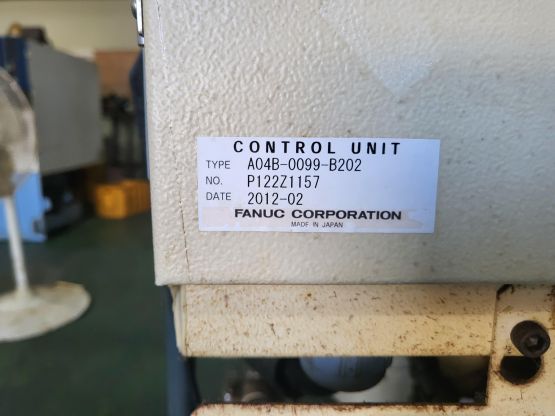 CONTROL UNIT
TYPE A04B-0099-B202
NO. P122Z1157
DATE 2012-02
FANUC CORPORATION
MADE IN JAPAN